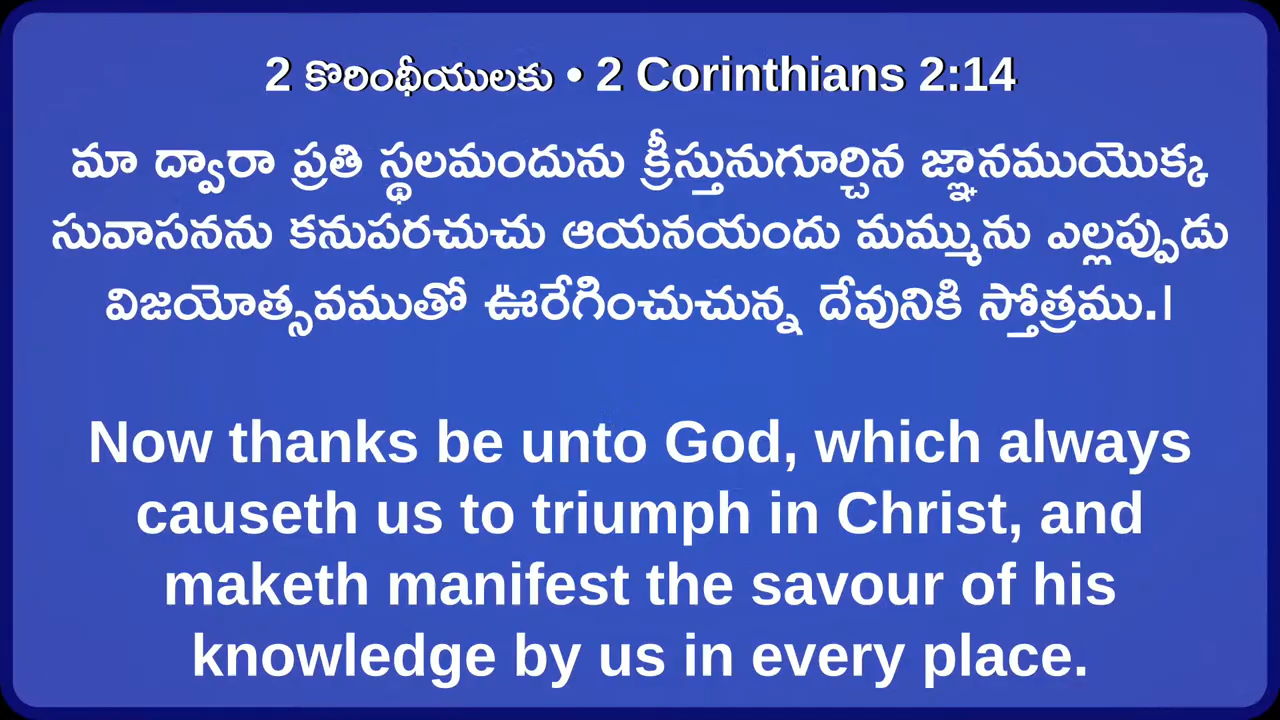 2 కొరింథీయులకు • 2 Corinthians 2:14
మా ద్వారా ప్రతి స్థలమందును క్రీస్తునుగూర్చిన జ్ఞానముయొక్క
సువాసనను కనుపరచుచు ఆయనయందు మమ్మును ఎల్లప్పుడు
విజయోత్సవముతో ఊరేగించుచున్న దేవునికి స్తోత్రము.।
Now thanks be unto God, which always
causeth us to triumph in Christ, and
maketh manifest the savour of his
knowledge by us in every place.